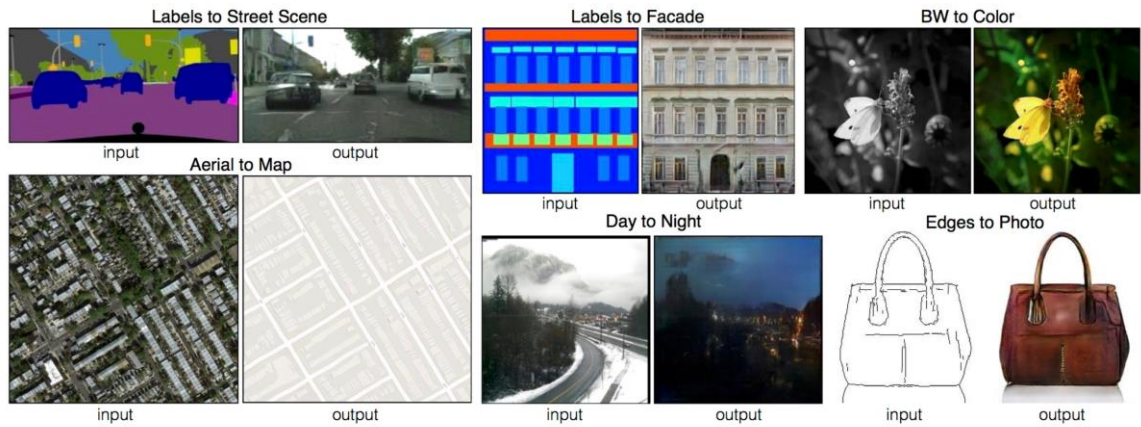 Labels to Street Scene
input
output
Aerial to Map
input
output
Labels to Facade
input
output
BW to Color
input
output
Day to Night
input
output
Edges to Photo
input
output